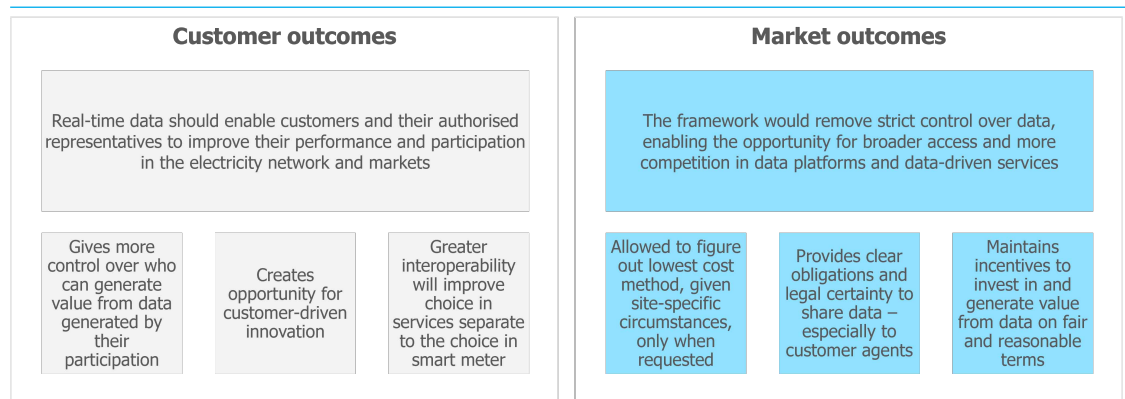 Customer outcomes
Real-time data should enable customers and their authorised
representatives to improve their performance and participation
in the electricity network and markets
Gives more
control over who
can generate
value from data
generated by
their
participation
Creates
opportunity for
customer-driven
innovation
Greater
interoperability
will improve
choice in
services separate
to the choice in
smart meter
Market outcomes
The framework would remove strict control over data,
enabling the opportunity for broader access and more
competition in data platforms and data-driven services
Allowed to figure
out lowest cost
method, given
site-specific
circumstances,
only when
requested
Provides clear
obligations and
legal certainty to
share data –
especially to
customer agents
Maintains
incentives to
invest in and
generate value
from data on fair
and reasonable
terms